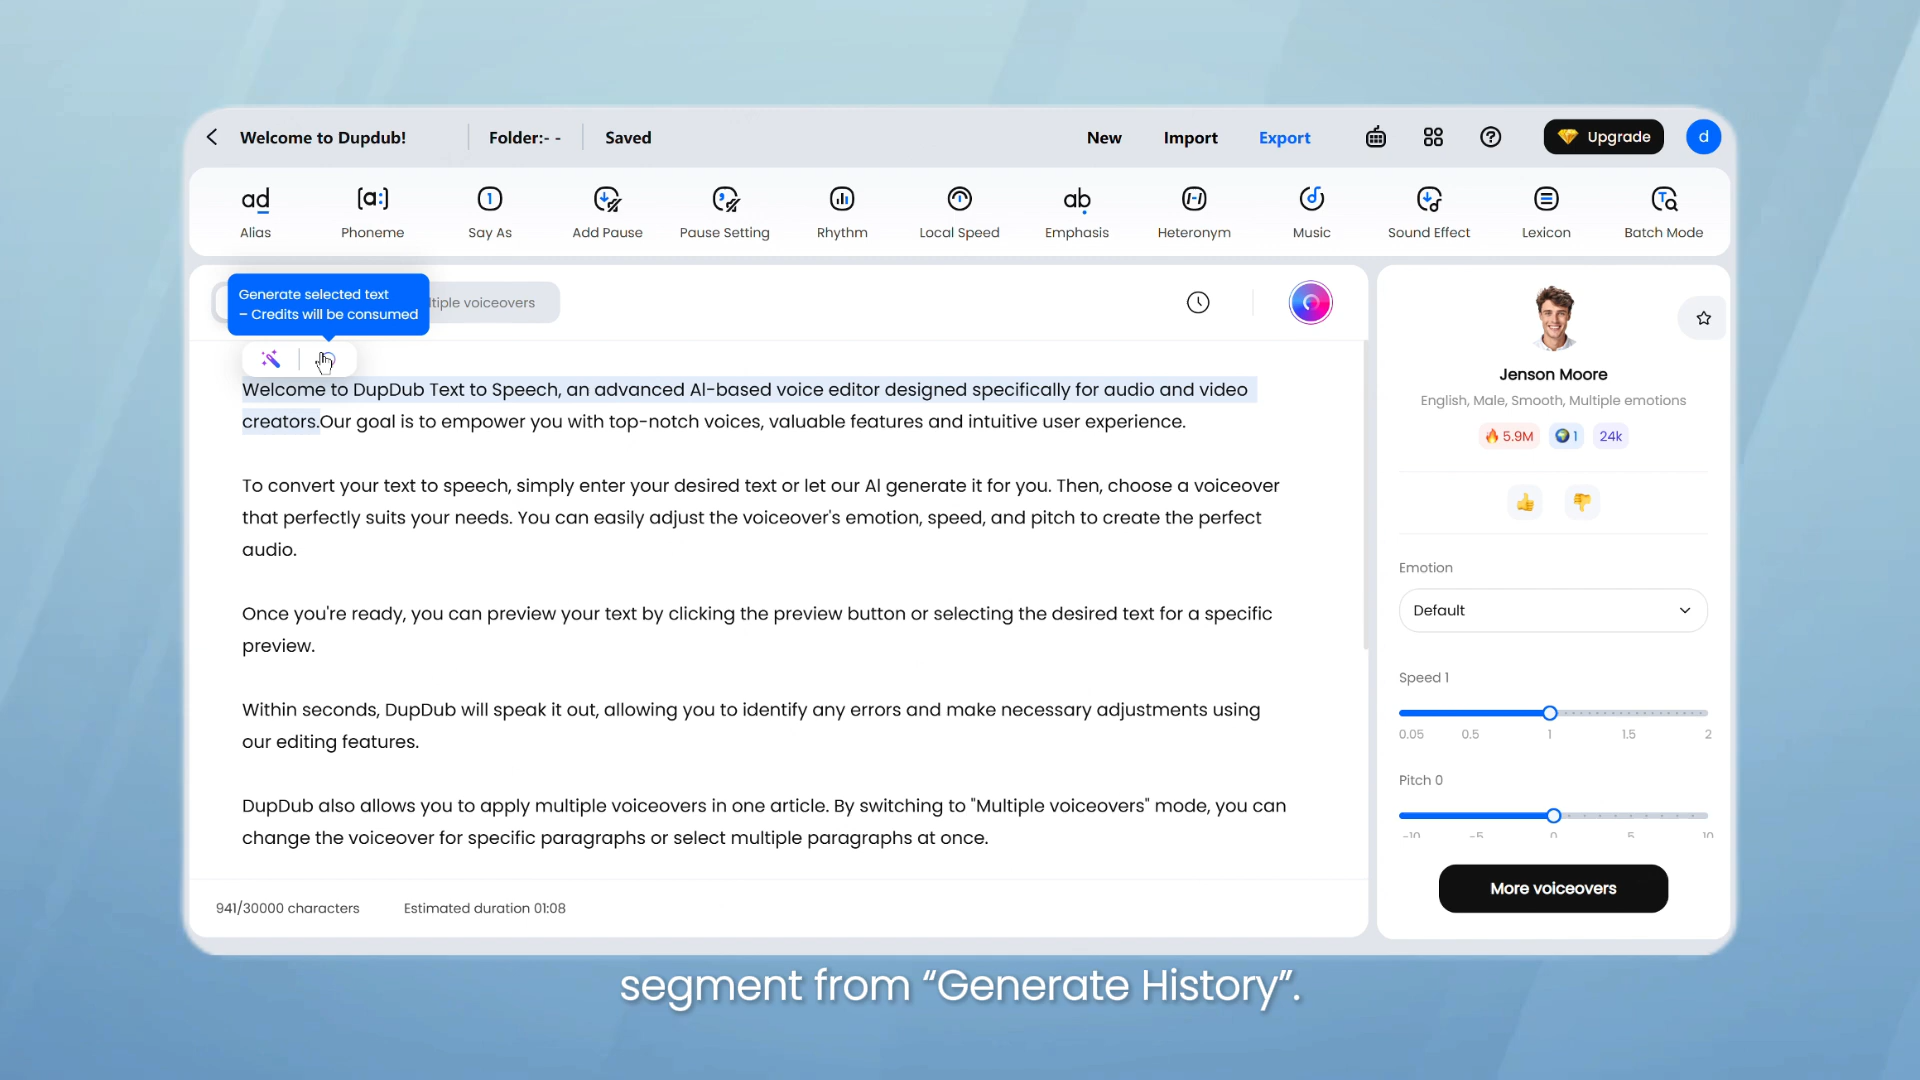 Welcome to Dupdub!
Folder:- -
Saved
New
Import
Export
Upgrade
d
Alias
Phoneme
Say As
Add Pause
Pause Setting
Rhythm
Local Speed
Emphasis
Heteronym
Music
Sound Effect
Lexicon
Batch Mode
Generate selected text
– Credits will be consumed
ltiple voiceovers
Welcome to DupDub Text to Speech, an advanced AI-based voice editor designed specifically for audio and video
creators.Our goal is to empower you with top-notch voices, valuable features and intuitive user experience.
To convert your text to speech, simply enter your desired text or let our AI generate it for you. Then, choose a voiceover
that perfectly suits your needs. You can easily adjust the voiceover's emotion, speed, and pitch to create the perfect
audio.
Once you're ready, you can preview your text by clicking the preview button or selecting the desired text for a specific
preview.
Within seconds, DupDub will speak it out, allowing you to identify any errors and make necessary adjustments using
our editing features.
DupDub also allows you to apply multiple voiceovers in one article. By switching to "Multiple voiceovers" mode, you can
change the voiceover for specific paragraphs or select multiple paragraphs at once.
941/30000 characters
Estimated duration 01:08
Jenson Moore
English, Male, Smooth, Multiple emotions
5.9M
1
24k
Emotion
Default
Speed 1
0.05 0.5 1 1.5 2
Pitch 0
-10 -5 0 5 10
More voiceovers
segment from “Generate History”.